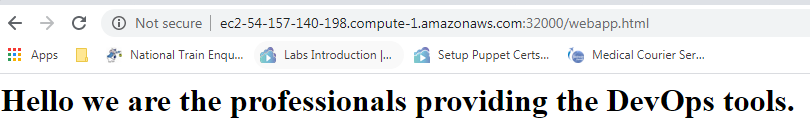 Not secure | ec2-54-157-140-198.compute-1.amazonaws.com:32000/webapp.html
Apps National Train Enqu... Labs Introduction |... Setup Puppet Certs... Medical Courier Ser...
Hello we are the professionals providing the DevOps tools.